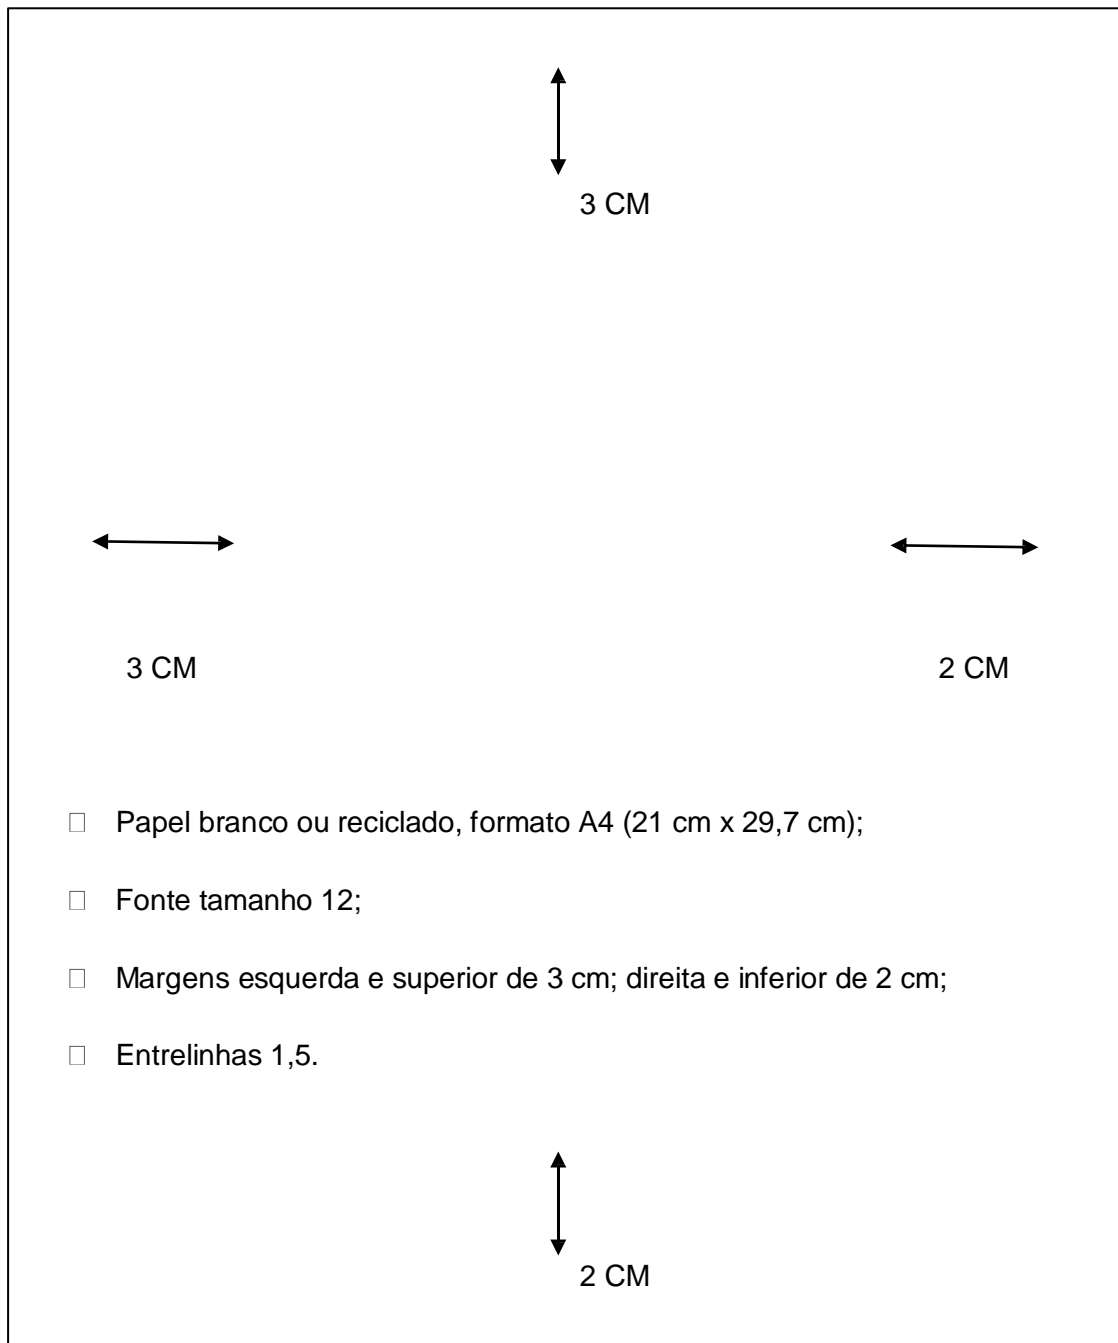 3 CM
3 CM
2 CM
Papel branco ou reciclado, formato A4 (21 cm x 29,7 cm);
Fonte tamanho 12;
Margens esquerda e superior de 3 cm; direita e inferior de 2 cm;
Entrelinhas 1,5.
2 CM